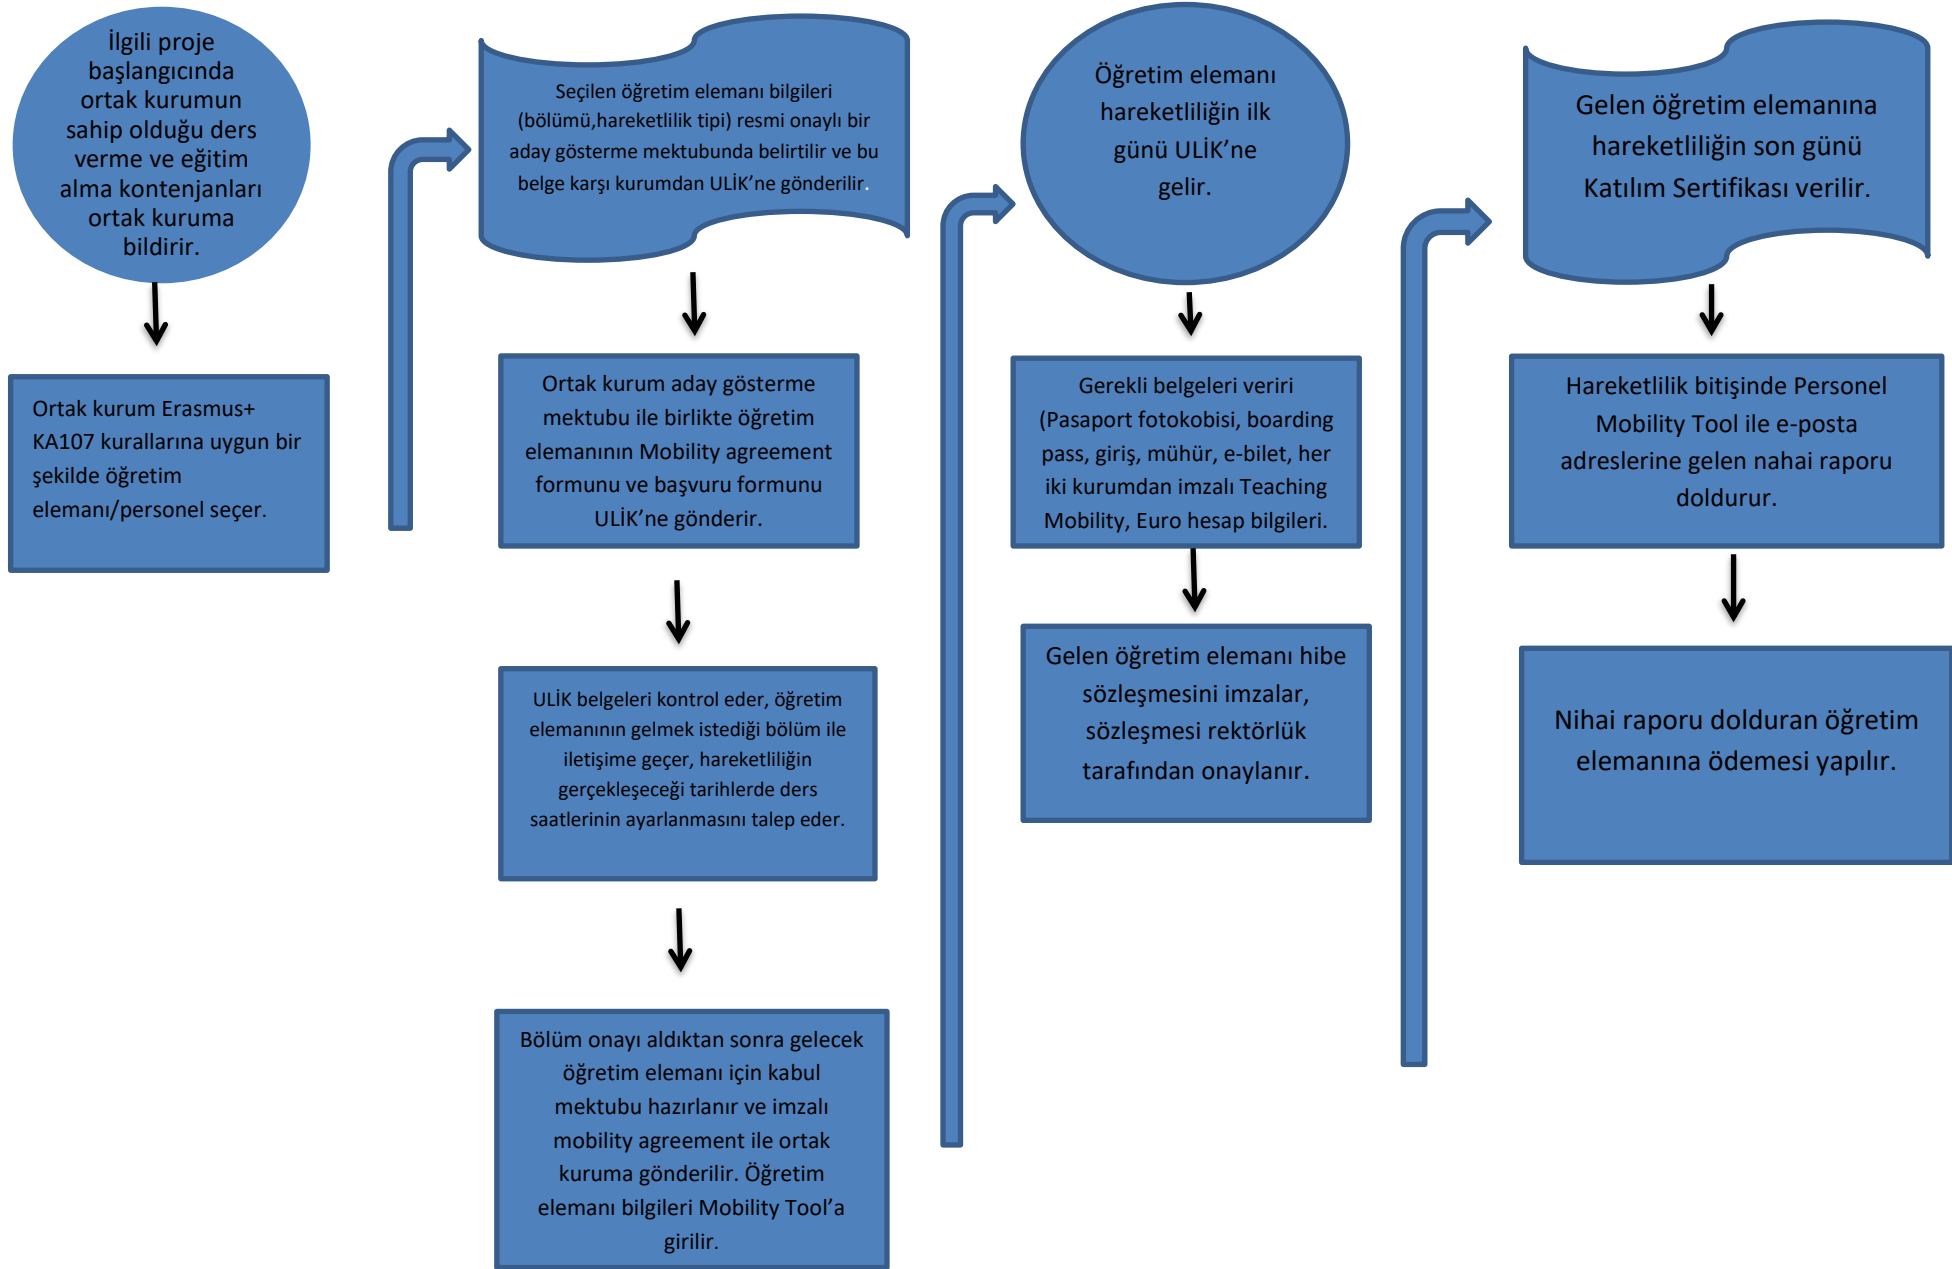 İlgili proje
başlangıcında
ortak kurumun
sahip olduğu ders
verme ve eğitim
alma kontenjanları
ortak kuruma
bildirir.
Ortak kurum Erasmus+
KA107 kurallarına uygun bir
şekilde öğretim
elemanı/personel seçer.
Seçilen öğretim elemanı bilgileri
(bölümü,hareketlilik tipi) resmi onaylı bir
aday gösterme mektubunda belirtilir ve bu
belge karşı kurumdan ULİK’ne gönderilir.
Ortak kurum aday gösterme
mektubu ile birlikte öğretim
elemanının Mobility agreement
formunu ve başvuru formunu
ULİK’ne gönderir.
ULİK belgeleri kontrol eder, öğretim
elemanının gelmek istediği bölüm ile
iletişime geçer, hareketliliğin
gerçekleşeceği tarihlerde ders
saatlerinin ayarlanmasını talep eder.
Bölüm onayı aldıktan sonra gelecek
öğretim elemanı için kabul
mektubu hazırlanır ve imzalı
mobility agreement ile ortak
kuruma gönderilir. Öğretim
elemanı bilgileri Mobility Tool’a
girilir.
Öğretim elemanı
hareketliliğin ilk
günü ULİK’ne
gelir.
Gerekli belgeleri veriri
(Pasaport fotokobisi, boarding
pass, giriş, mühür, e-bilet, her
iki kurumdan imzalı Teaching
Mobility, Euro hesap bilgileri.
Gelen öğretim elemanı hibe
sözleşmesini imzalar,
sözleşmesi rektörlük
tarafından onaylanır.
Gelen öğretim elemanına
hareketliliğin son günü
Katılım Sertifikası verilir.
Hareketlilik bitişinde Personel
Mobility Tool ile e-posta
adreslerine gelen nahai raporu
doldurur.
Nihai raporu dolduran öğretim
elemanına ödemesi yapılır.